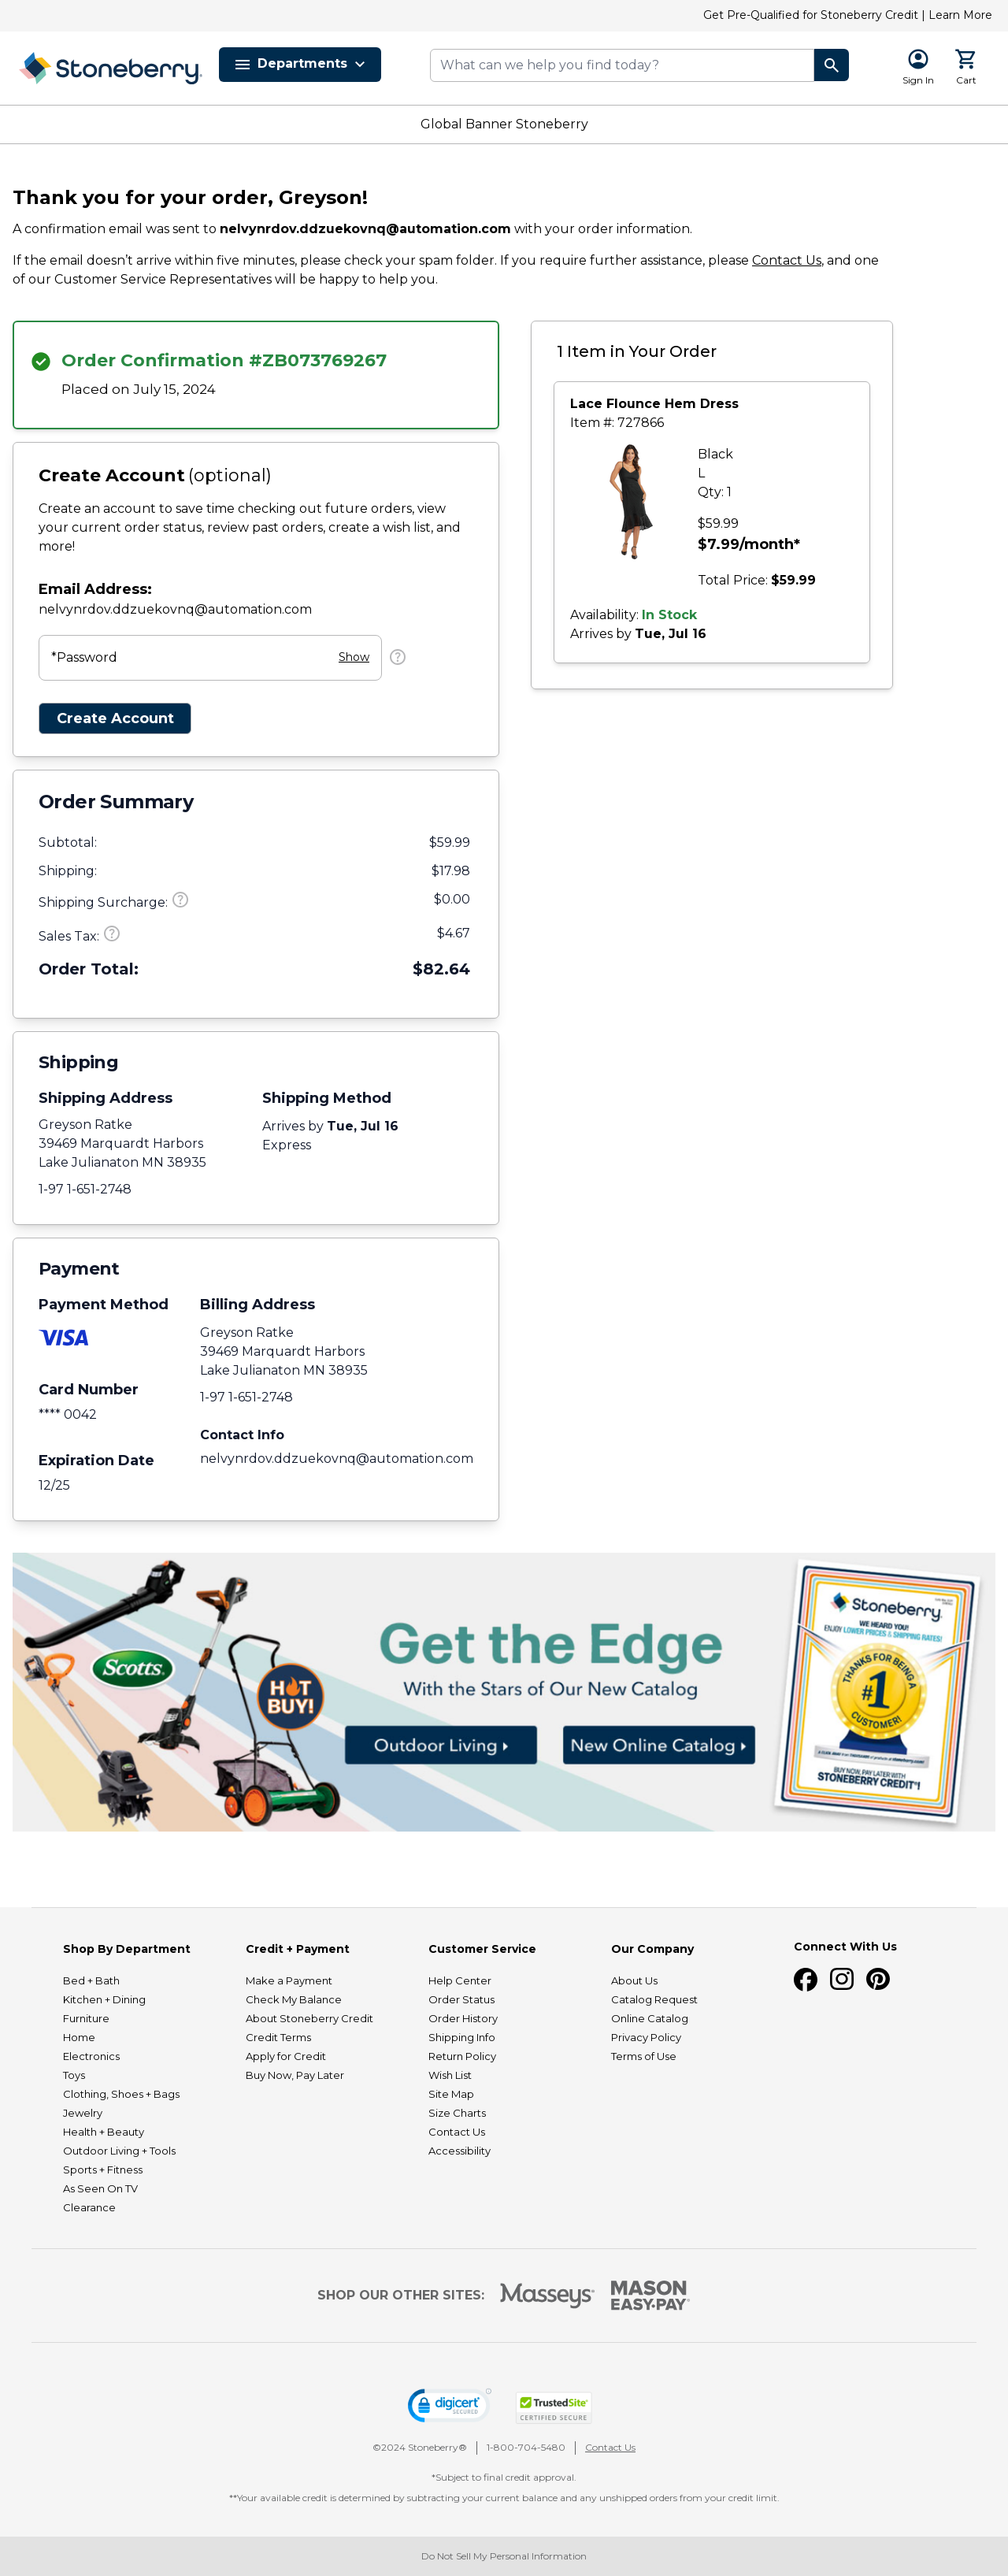 Get Pre-Qualified for Stoneberry Credit | Learn More
Stoneberry
Departments
What can we help you find today?
Sign In
Cart
Global Banner Stoneberry
Thank you for your order, Greyson!
A confirmation email was sent to nelvynrdov.ddzuekovnq@automation.com with your order information.
If the email doesn’t arrive within five minutes, please check your spam folder. If you require further assistance, please Contact Us, and one
of our Customer Service Representatives will be happy to help you.
Order Confirmation #ZB073769267
Placed on July 15, 2024
Create Account (optional)
Create an account to save time checking out future orders, view
your current order status, review past orders, create a wish list, and
more!
Email Address:
nelvynrdov.ddzuekovnq@automation.com
*Password
Show
?
Create Account
Order Summary
Subtotal: $59.99
Shipping: $17.98
Shipping Surcharge: ? $0.00
Sales Tax: ? $4.67
Order Total: $82.64
Shipping
Shipping Address
Greyson Ratke
39469 Marquardt Harbors
Lake Julianaton MN 38935
1-97 1-651-2748
Shipping Method
Arrives by Tue, Jul 16
Express
Payment
Payment Method
VISA
Card Number
**** 0042
Expiration Date
12/25
Billing Address
Greyson Ratke
39469 Marquardt Harbors
Lake Julianaton MN 38935
1-97 1-651-2748
Contact Info
nelvynrdov.ddzuekovnq@automation.com
1 Item in Your Order
Lace Flounce Hem Dress
Item #: 727866
Black
L
Qty: 1
$59.99
$7.99/month*
Total Price: $59.99
Availability: In Stock
Arrives by Tue, Jul 16
Scotts
HOT
BUY!
Get the Edge
With the Stars of Our New Catalog
Outdoor Living
New Online Catalog
Stoneberry
WE HEARD YOU!
ENJOY LOWER PRICES & SHIPPING RATES!
THANKS FOR BEING A
#1
CUSTOMER!
BUY NOW, PAY LATER WITH
STONEBERRY CREDIT!
Shop By Department
Bed + Bath
Kitchen + Dining
Furniture
Home
Electronics
Toys
Clothing, Shoes + Bags
Jewelry
Health + Beauty
Outdoor Living + Tools
Sports + Fitness
As Seen On TV
Clearance
Credit + Payment
Make a Payment
Check My Balance
About Stoneberry Credit
Credit Terms
Apply for Credit
Buy Now, Pay Later
Customer Service
Help Center
Order Status
Order History
Shipping Info
Return Policy
Wish List
Site Map
Size Charts
Contact Us
Accessibility
Our Company
About Us
Catalog Request
Online Catalog
Privacy Policy
Terms of Use
Connect With Us
SHOP OUR OTHER SITES:
Masseys
MASON
EASY•PAY
digicert
SECURE
TrustedSite
CERTIFIED SECURE
©2024 Stoneberry®
1-800-704-5480
Contact Us
*Subject to final credit approval.
**Your available credit is determined by subtracting your current balance and any unshipped orders from your credit limit.
Do Not Sell My Personal Information